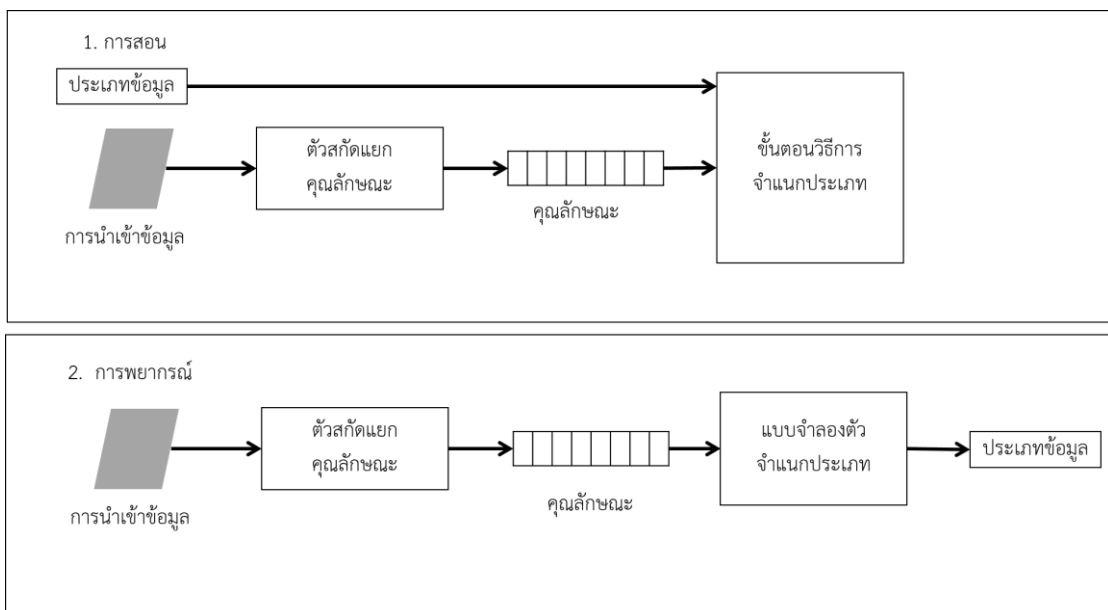 1. การสอน
ประเภทข้อมูล
ตัวสกัดแยก
คุณลักษณะ
ขั้นตอนวิธีการ
จำแนกประเภท
คุณลักษณะ
การนำเข้าข้อมูล
2. การพยากรณ์
ตัวสกัดแยก
คุณลักษณะ
แบบจำลองตัว
จำแนกประเภท
ประเภทข้อมูล
คุณลักษณะ
การนำเข้าข้อมูล